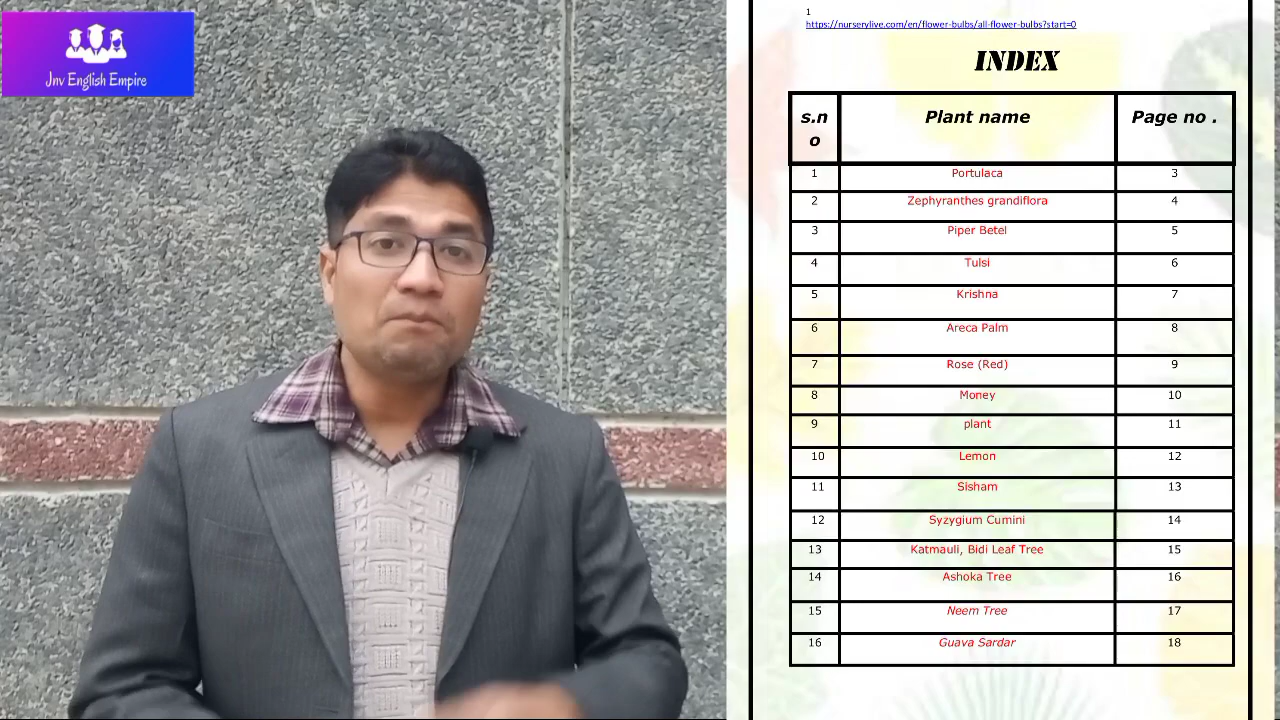 Jnv English Empire
1
https://nurserylive.com/en/flower-bulbs/all-flower-bulbs?start=0
INDEX
s.n
o
Plant name
Page no .
1 Portulaca 3
2 Zephyranthes grandiflora 4
3 Piper Betel 5
4 Tulsi 6
5 Krishna 7
6 Areca Palm 8
7 Rose (Red) 9
8 Money 10
9 plant 11
10 Lemon 12
11 Sisham 13
12 Syzygium Cumini 14
13 Katmauli, Bidi Leaf Tree 15
14 Ashoka Tree 16
15 Neem Tree 17
16 Guava Sardar 18